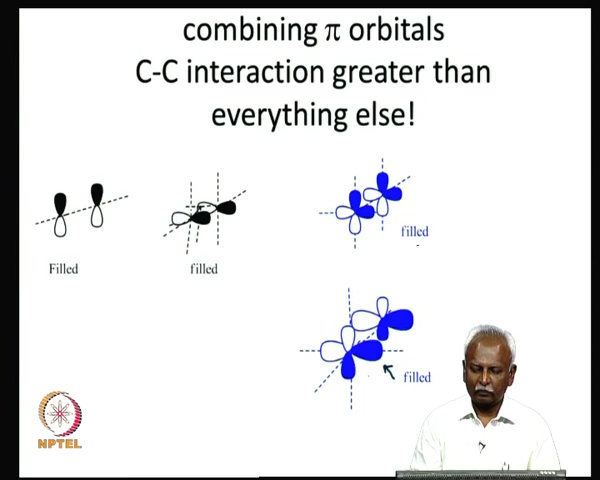 combining π orbitals
C-C interaction greater than
everything else!
filled
Filled
filled
filled
NPTEL